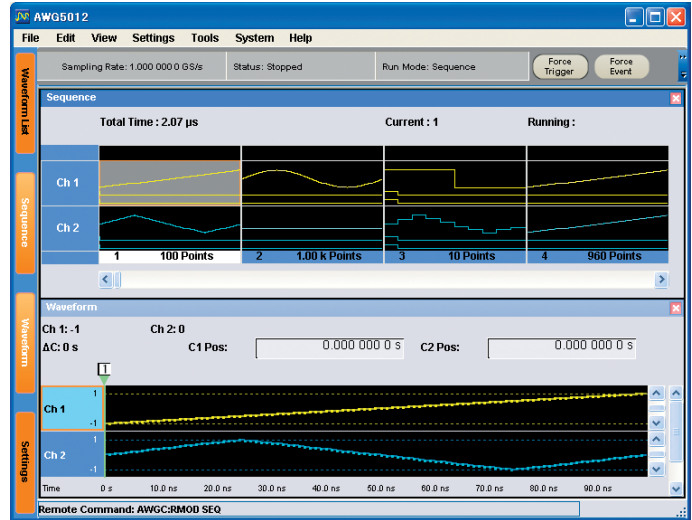 AWG5012
File Edit View Settings Tools System Help
Sampling Rate: 1.000 000 0 GS/s Status: Stopped Run Mode: Sequence Force Trigger Force Event
Waveform List
Sequence
Waveform
Settings
Sequence
Total Time : 2.07 µs Current : 1 Running :
Ch 1
Ch 2
1 100 Points 2 1.00 k Points 3 10 Points 4 960 Points
Waveform
Ch 1: -1 Ch 2: 0
ΔC: 0 s C1 Pos: 0.000 000 0 s C2 Pos: 0.000 000 0 s
1
Ch 1 1 -1
Ch 2 1 -1
Time 0 s 10.0 ns 20.0 ns 30.0 ns 40.0 ns 50.0 ns 60.0 ns 70.0 ns 80.0 ns 90.0 ns
Remote Command: AWGC:RMOD SEQ